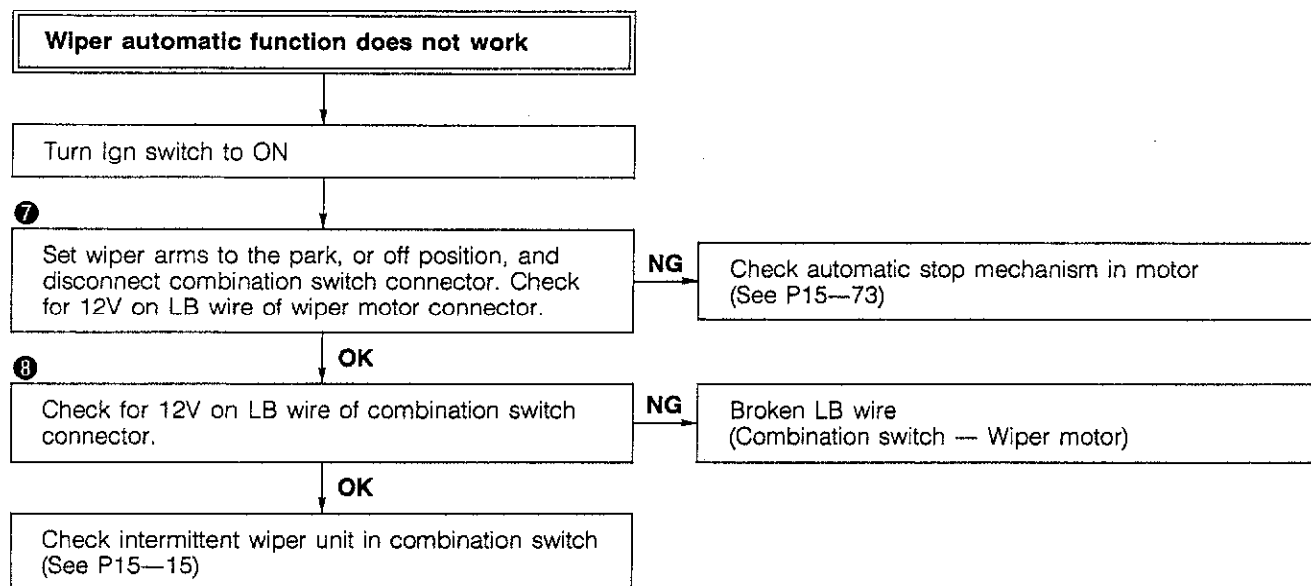 Wiper automatic function does not work
Turn Ign switch to ON
7
Set wiper arms to the park, or off position, and
disconnect combination switch connector. Check
for 12V on LB wire of wiper motor connector.
NG
Check automatic stop mechanism in motor
(See P15—73)
OK
8
Check for 12V on LB wire of combination switch
connector.
NG
Broken LB wire
(Combination switch — Wiper motor)
OK
Check intermittent wiper unit in combination switch
(See P15—15)